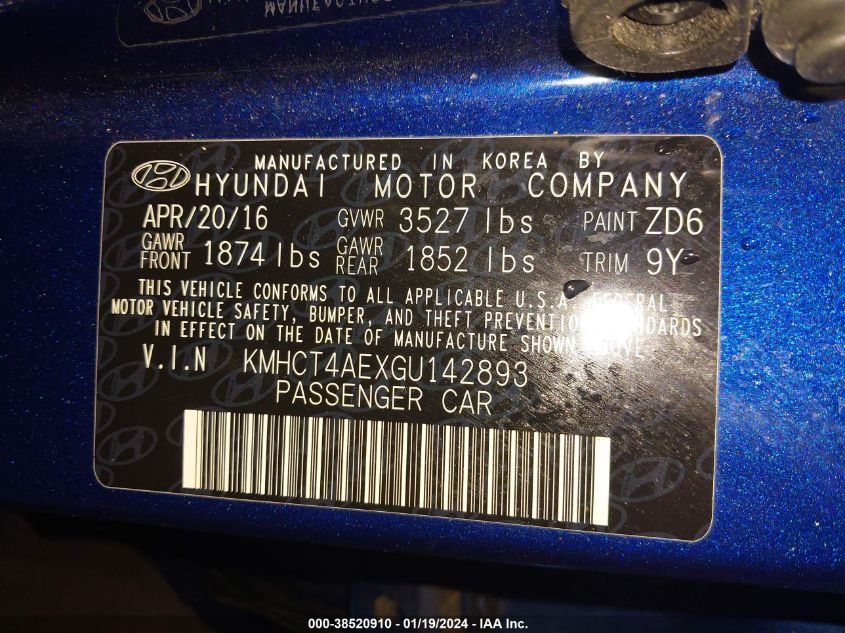 MANUFACTURED IN KOREA BY
HYUNDAI MOTOR COMPANY
APR/20/16 GVWR 3527 lbs PAINT ZD6
GAWR FRONT 1874 lbs GAWR REAR 1852 lbs TRIM 9Y
THIS VEHICLE CONFORMS TO ALL APPLICABLE U.S.A. FEDERAL
MOTOR VEHICLE SAFETY, BUMPER, AND THEFT PREVENTION STANDARDS
IN EFFECT ON THE DATE OF MANUFACTURE SHOWN ABOVE
V.I.N KMHCT4AEXGU142893
PASSENGER CAR
000-38520910 - 01/19/2024 - IAA Inc.